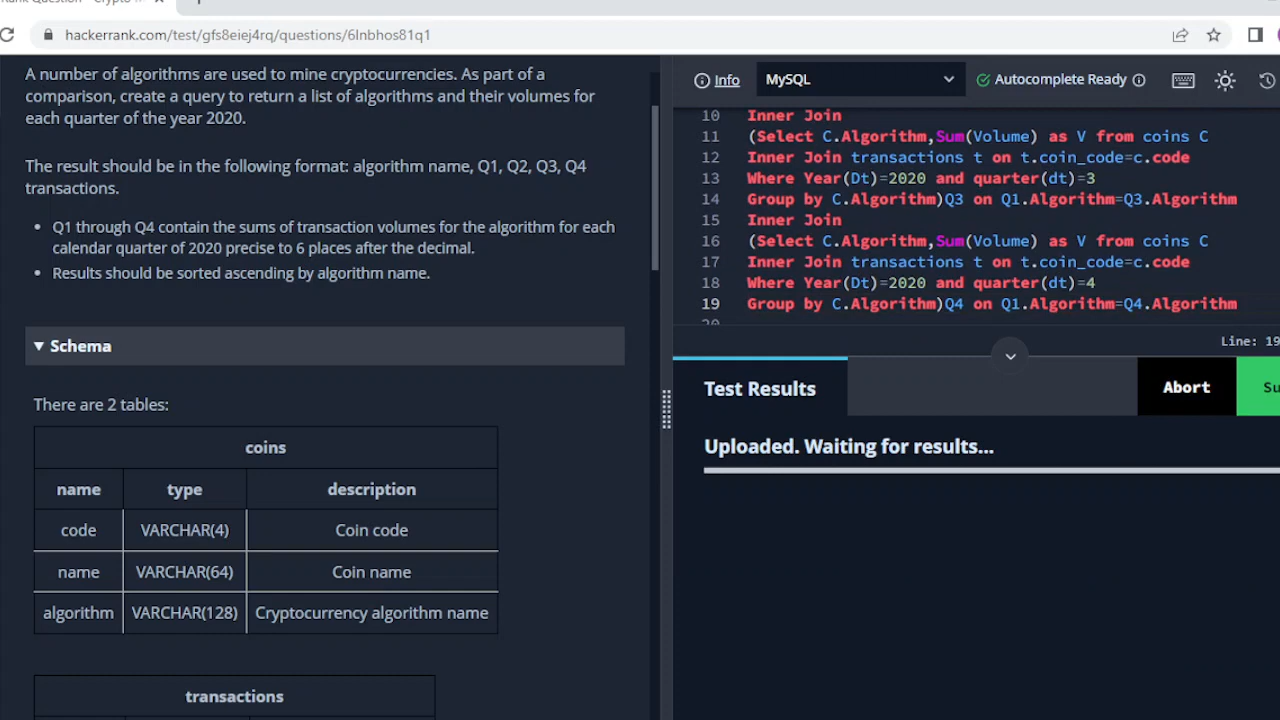 Rank Question - Crypto
hackerrank.com/test/gfs8eiej4rq/questions/6lnbhos81q1
A number of algorithms are used to mine cryptocurrencies. As part of a
comparison, create a query to return a list of algorithms and their volumes for
each quarter of the year 2020.
The result should be in the following format: algorithm name, Q1, Q2, Q3, Q4
transactions.
• Q1 through Q4 contain the sums of transaction volumes for the algorithm for each
calendar quarter of 2020 precise to 6 places after the decimal.
• Results should be sorted ascending by algorithm name.
▼ Schema
There are 2 tables:
coins
name type description
code VARCHAR(4) Coin code
name VARCHAR(64) Coin name
algorithm VARCHAR(128) Cryptocurrency algorithm name
transactions
Info MySQL Autocomplete Ready
10 Inner Join
11 (Select C.Algorithm,Sum(Volume) as V from coins C
12 Inner Join transactions t on t.coin_code=c.code
13 Where Year(Dt)=2020 and quarter(dt)=3
14 Group by C.Algorithm)Q3 on Q1.Algorithm=Q3.Algorithm
15 Inner Join
16 (Select C.Algorithm,Sum(Volume) as V from coins C
17 Inner Join transactions t on t.coin_code=c.code
18 Where Year(Dt)=2020 and quarter(dt)=4
19 Group by C.Algorithm)Q4 on Q1.Algorithm=Q4.Algorithm
20
Line: 19
Test Results Abort Su
Uploaded. Waiting for results...